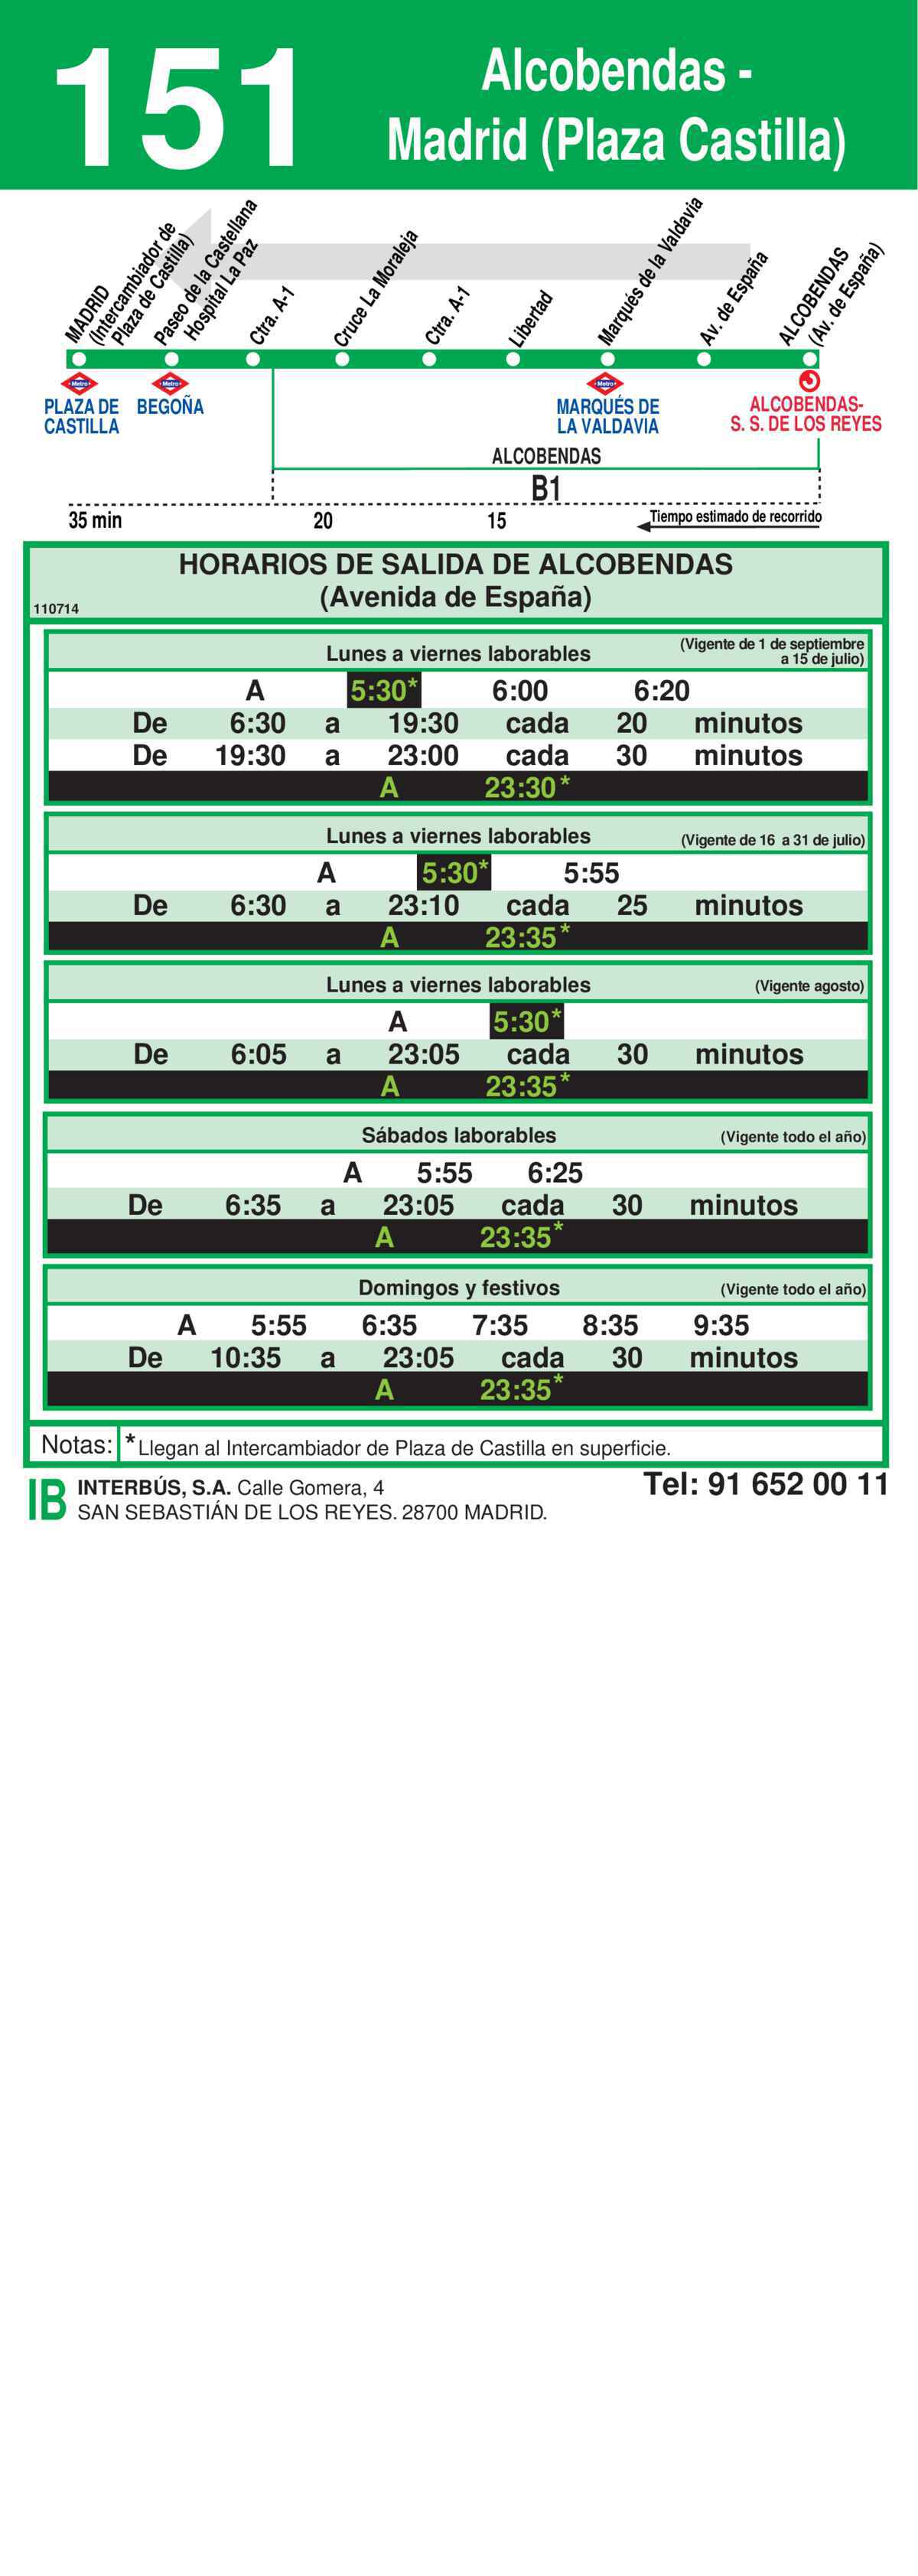 151
Alcobendas -
Madrid (Plaza Castilla)
MADRID
(Intercambiador de
Plaza de Castilla)
Paseo de la Castellana
Hospital La Paz
Ctra. A-1
Cruce La Moraleja
Ctra. A-1
Libertad
Marqués de la Valdavia
Av. de España
ALCOBENDAS
(Av. de España)
Metro
Metro
Metro
PLAZA DE
CASTILLA
BEGOÑA
MARQUÉS DE
LA VALDAVIA
ALCOBENDAS-
S. S. DE LOS REYES
ALCOBENDAS
B1
35 min 20 15 Tiempo estimado de recorrido
HORARIOS DE SALIDA DE ALCOBENDAS
(Avenida de España)
110714
Lunes a viernes laborables (Vigente de 1 de septiembre
a 15 de julio)
A 5:30* 6:00 6:20
De 6:30 a 19:30 cada 20 minutos
De 19:30 a 23:00 cada 30 minutos
A 23:30*
Lunes a viernes laborables (Vigente de 16 a 31 de julio)
A 5:30* 5:55
De 6:30 a 23:10 cada 25 minutos
A 23:35*
Lunes a viernes laborables (Vigente agosto)
A 5:30*
De 6:05 a 23:05 cada 30 minutos
A 23:35*
Sábados laborables (Vigente todo el año)
A 5:55 6:25
De 6:35 a 23:05 cada 30 minutos
A 23:35*
Domingos y festivos (Vigente todo el año)
A 5:55 6:35 7:35 8:35 9:35
De 10:35 a 23:05 cada 30 minutos
A 23:35*
Notas: * Llegan al Intercambiador de Plaza de Castilla en superficie.
IB INTERBÚS, S.A. Calle Gomera, 4
SAN SEBASTIÁN DE LOS REYES. 28700 MADRID.
Tel: 91 652 00 11